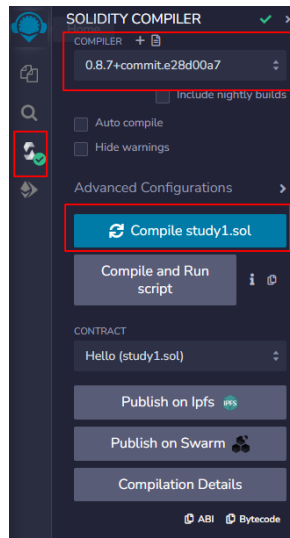 SOLIDITY COMPILER
Home
COMPILER
0.8.7+commit.e28d00a7
Include nightly builds
Auto compile
Hide warnings
Advanced Configurations
Compile study1.sol
Compile and Run
script
i
CONTRACT
Hello (study1.sol)
Publish on Ipfs
IPFS
Publish on Swarm
Compilation Details
ABI
Bytecode